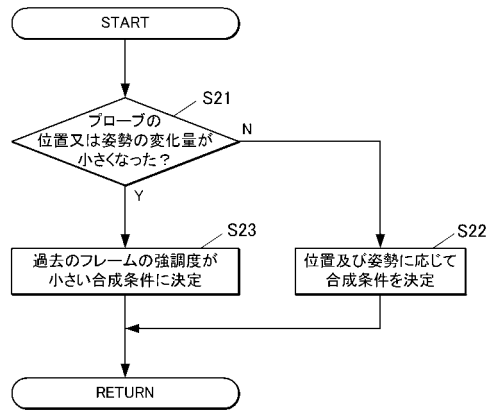 START
S21
プローブの
位置又は姿勢の変化量が
小さくなった？
N
Y
S23
過去のフレームの強調度が
小さい合成条件に決定
S22
位置及び姿勢に応じて
合成条件を決定
RETURN